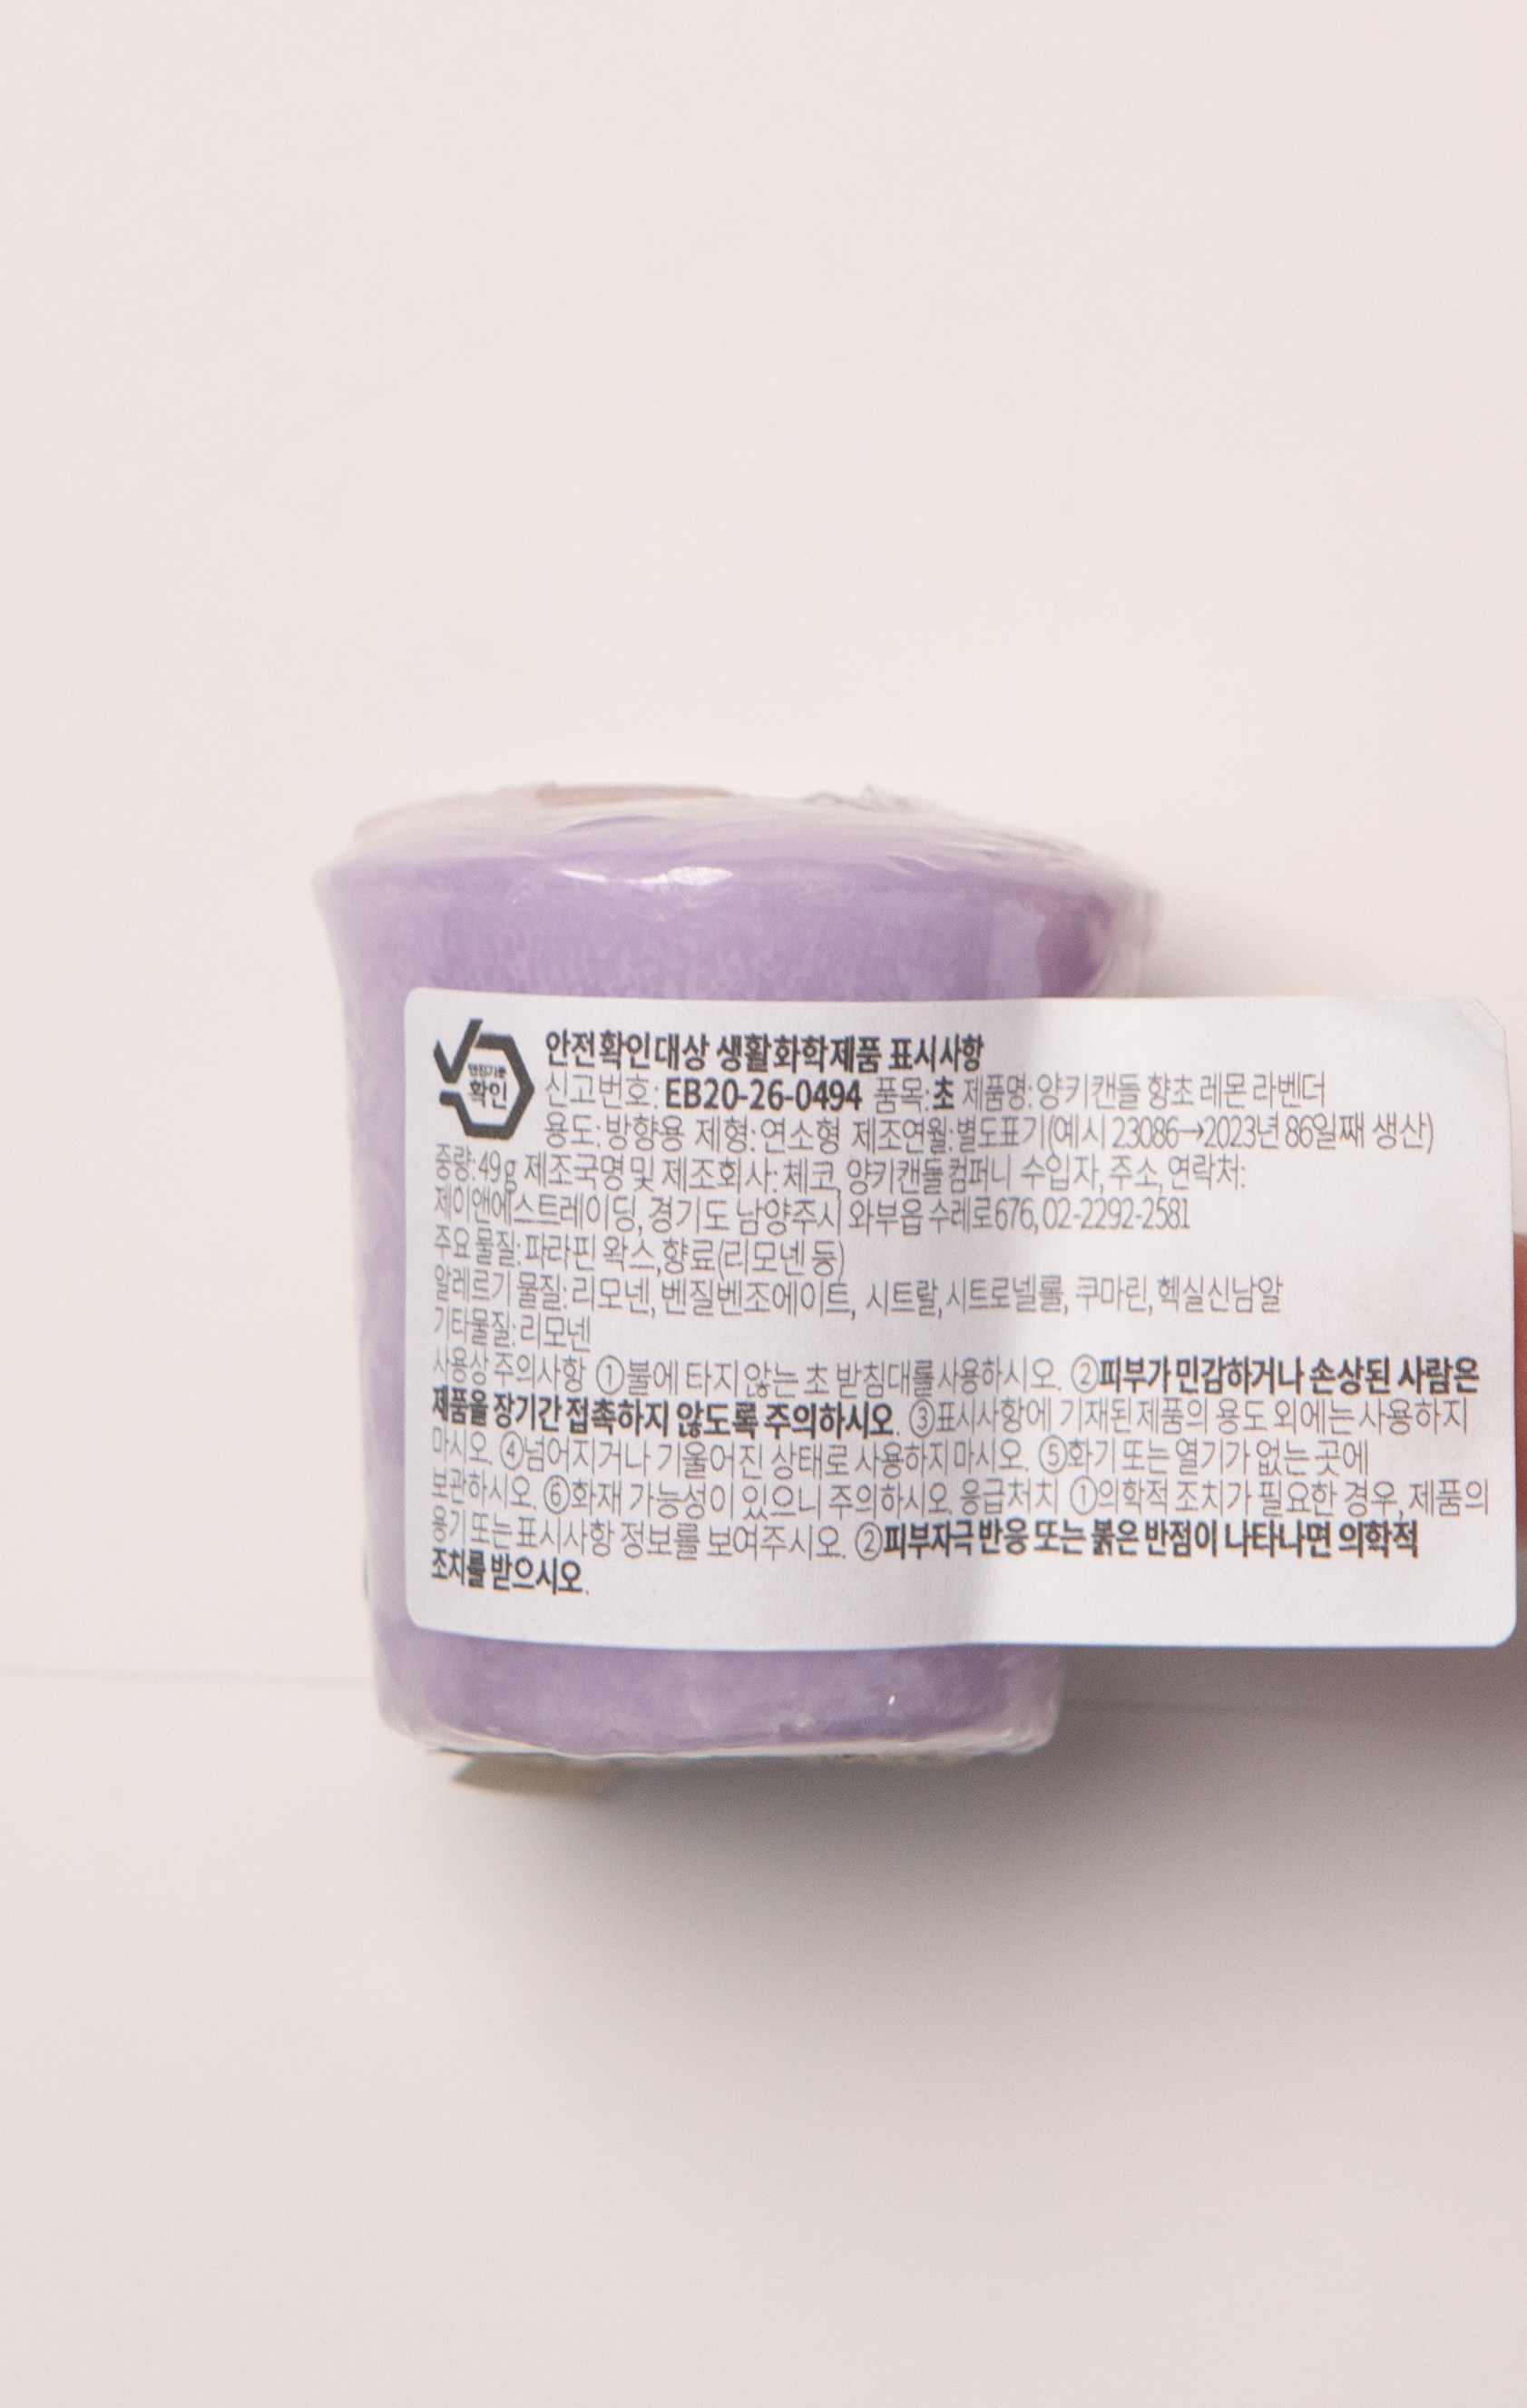 안전기준
확인
안전확인대상 생활화학제품 표시사항
신고번호: EB20-26-0494 품목:초 제품명:양키캔들 향초 레몬 라벤더
용도:방향용 제형:연소형 제조연월:별도표기(예시 23086→2023년 86일째 생산)
중량:49g 제조국명 및 제조회사: 체코, 양키캔들 컴퍼니 수입자, 주소, 연락처:
제이앤에스트레이딩, 경기도 남양주시 와부읍 수레로 676, 02-2292-2581
주요 물질: 파라핀 왁스, 향료(리모넨 등)
알레르기 물질: 리모넨, 벤질벤조에이트, 시트랄, 시트로넬롤, 쿠마린, 헥실신남알
기타물질: 리모넨
사용상 주의사항 ①불에 타지 않는 초 받침대를 사용하시오. ②피부가 민감하거나 손상된 사람은
제품을 장기간 접촉하지 않도록 주의하시오. ③표시사항에 기재된 제품의 용도 외에는 사용하지
마시오. ④넘어지거나 기울어진 상태로 사용하지 마시오. ⑤화기 또는 열기가 없는 곳에
보관하시오. ⑥화재 가능성이 있으니 주의하시오. 응급처치 ①의학적 조치가 필요한 경우, 제품의
용기 또는 표시사항 정보를 보여주시오. ②피부자극 반응 또는 붉은 반점이 나타나면 의학적
조치를 받으시오.